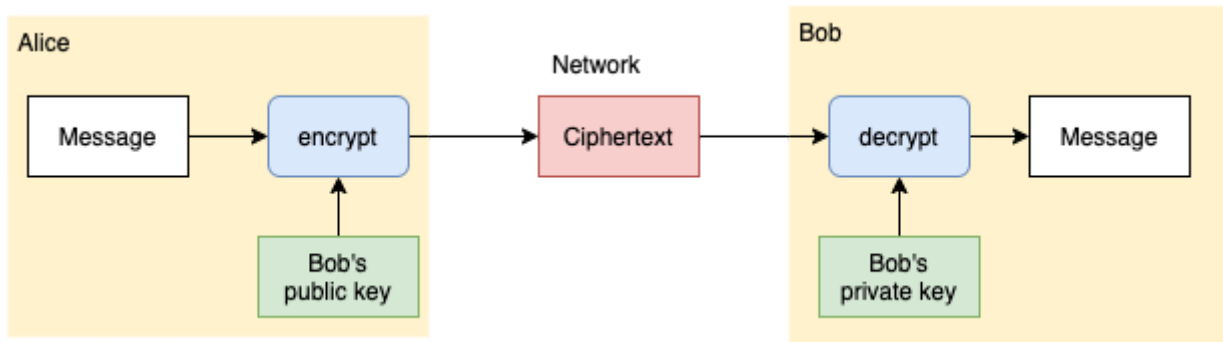 Alice
Bob
Network
Message
encrypt
Ciphertext
decrypt
Message
Bob's
public key
Bob's
private key